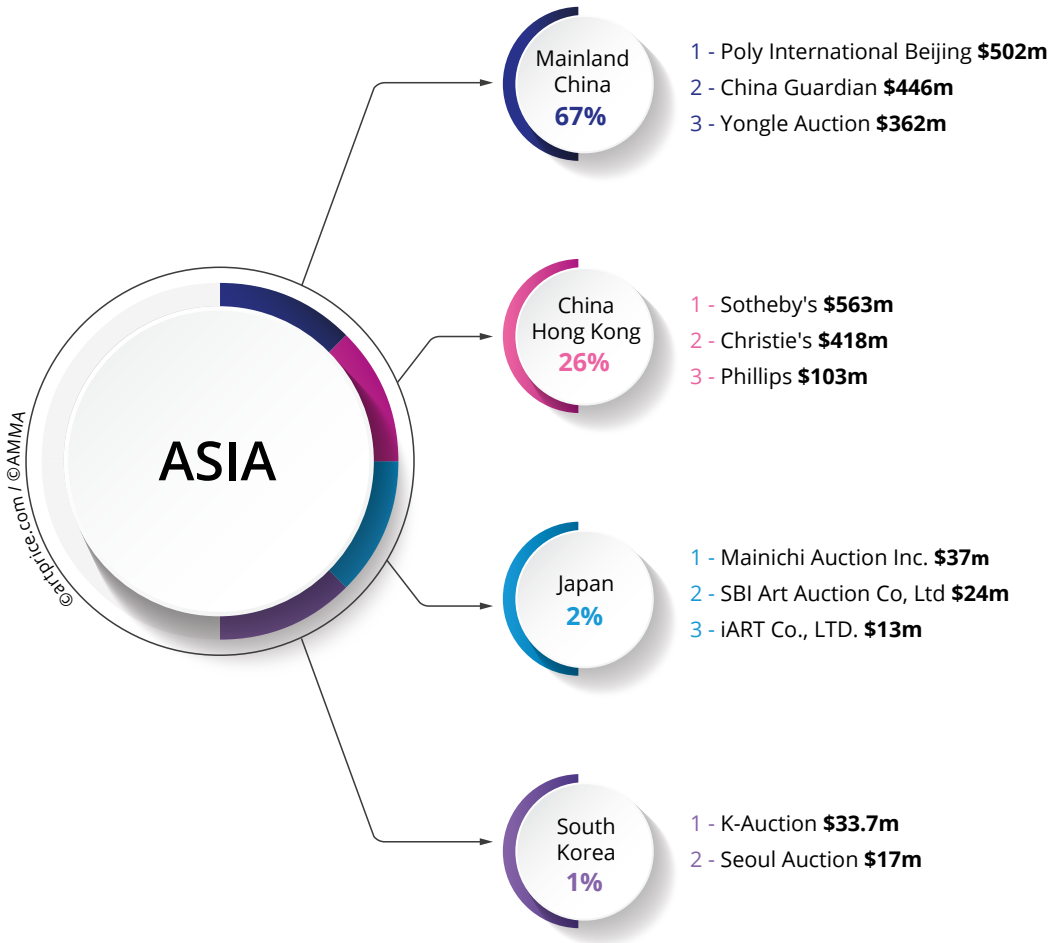 ASIA
©artprice.com / ©AMMA
Mainland
China
67%
1 - Poly International Beijing $502m
2 - China Guardian $446m
3 - Yongle Auction $362m
China
Hong Kong
26%
1 - Sotheby's $563m
2 - Christie's $418m
3 - Phillips $103m
Japan
2%
1 - Mainichi Auction Inc. $37m
2 - SBI Art Auction Co, Ltd $24m
3 - iART Co., LTD. $13m
South
Korea
1%
1 - K-Auction $33.7m
2 - Seoul Auction $17m